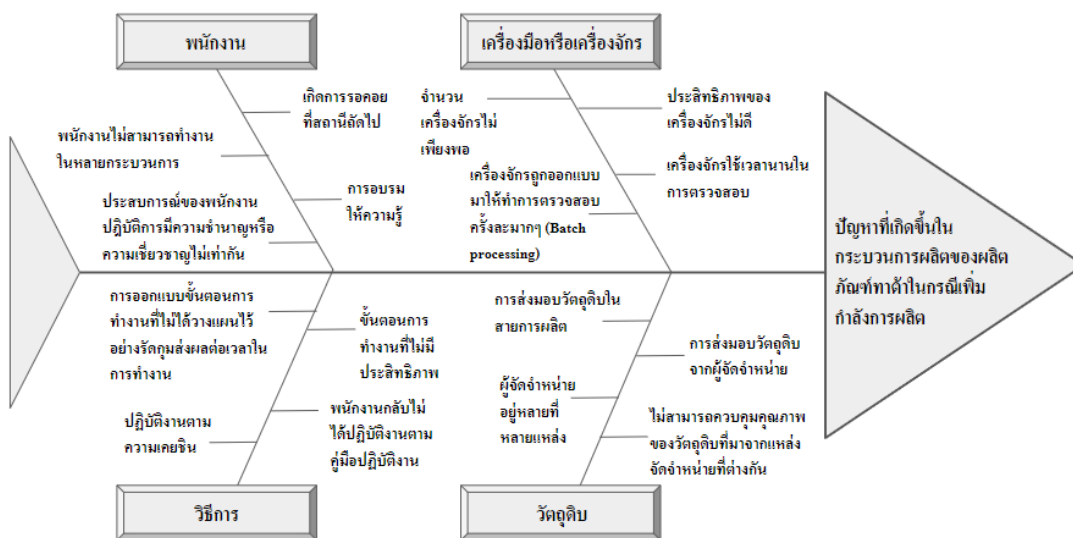 พนักงาน
เครื่องมือหรือเครื่องจักร
เกิดการรอคอย
ที่สถานีถัดไป
พนักงานไม่สามารถทำงาน
ในหลายกระบวนการ
การอบรม
ให้ความรู้
ประสบการณ์ของพนักงาน
ปฏิบัติการมีความชำนาญหรือ
ความเชี่ยวชาญไม่เท่ากัน
จำนวน
เครื่องจักรไม่
เพียงพอ
ประสิทธิภาพของ
เครื่องจักรไม่ดี
เครื่องจักรถูกออกแบบ
มาให้ทำการตรวจสอบ
ครั้งละมากๆ (Batch
processing)
เครื่องจักรใช้เวลานานใน
การตรวจสอบ
ปัญหาที่เกิดขึ้นใน
กระบวนการผลิตของผลิต
ภัณฑ์ทาด้าในกรณีเพิ่ม
กำลังการผลิต
การออกแบบขั้นตอนการ
ทำงานที่ไม่ได้วางแผนไว้
อย่างรัดกุมส่งผลต่อเวลาใน
การทำงาน
ขั้นตอนการ
ทำงานที่ไม่มี
ประสิทธิภาพ
ปฏิบัติงานตาม
ความเคยชิน
พนักงานกลับไม่
ได้ปฏิบัติงานตาม
คู่มือปฏิบัติงาน
การส่งมอบวัตถุดิบใน
สายการผลิต
การส่งมอบวัตถุดิบ
จากผู้จัดจำหน่าย
ผู้จัดจำหน่าย
อยู่หลายที่
หลายแหล่ง
ไม่สามารถควบคุมคุณภาพ
ของวัตถุดิบที่มาจากแหล่ง
จัดจำหน่ายที่ต่างกัน
วิธีการ
วัตถุดิบ